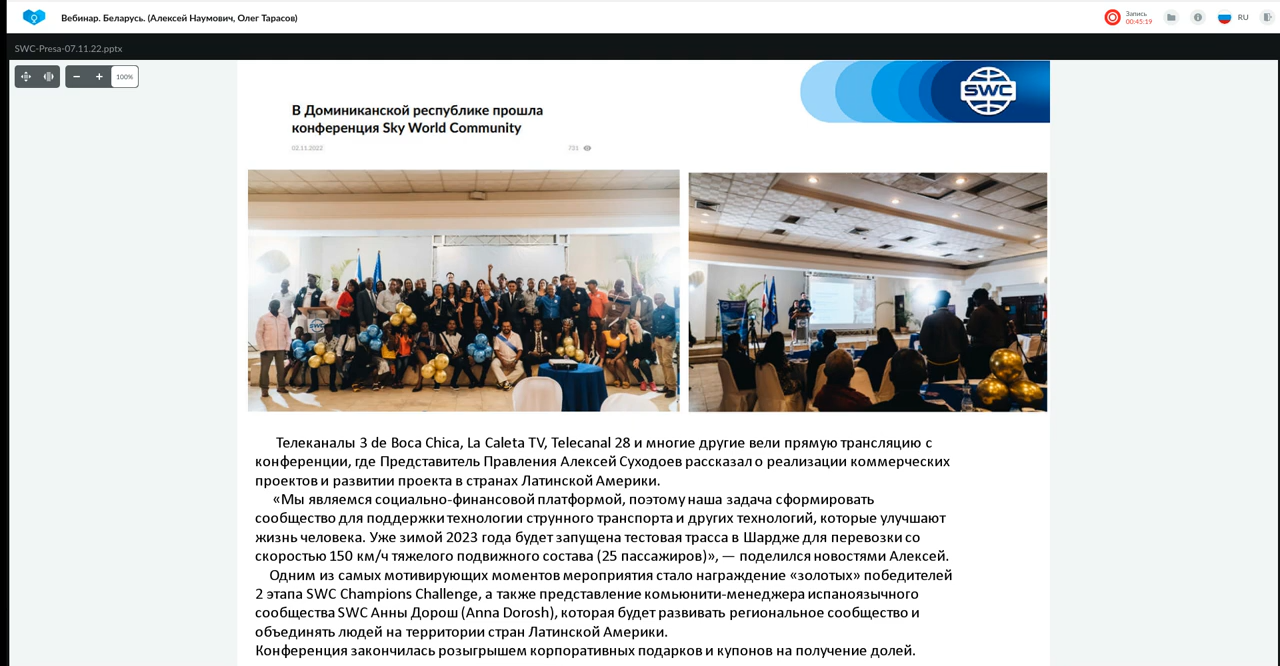 Вебинар. Беларусь. (Алексей Наумович, Олег Тарасов)
Запись
00:45:19
RU
SWC-Presa-07.11.22.pptx
100%
SWC
В Доминиканской республике прошла
конференция Sky World Community
02.11.2022
731
SWC
Телеканалы 3 de Boca Chica, La Caleta TV, Telecanal 28 и многие другие вели прямую трансляцию с
конференции, где Представитель Правления Алексей Суходоев рассказал о реализации коммерческих
проектов и развитии проекта в странах Латинской Америки.
«Мы являемся социально-финансовой платформой, поэтому наша задача сформировать
сообщество для поддержки технологии струнного транспорта и других технологий, которые улучшают
жизнь человека. Уже зимой 2023 года будет запущена тестовая трасса в Шардже для перевозки со
скоростью 150 км/ч тяжелого подвижного состава (25 пассажиров)», — поделился новостями Алексей.
Одним из самых мотивирующих моментов мероприятия стало награждение «золотых» победителей
2 этапа SWC Champions Challenge, а также представление комьюнити-менеджера испаноязычного
сообщества SWC Анны Дорош (Anna Dorosh), которая будет развивать региональное сообщество и
объединять людей на территории стран Латинской Америки.
Конференция закончилась розыгрышем корпоративных подарков и купонов на получение долей.